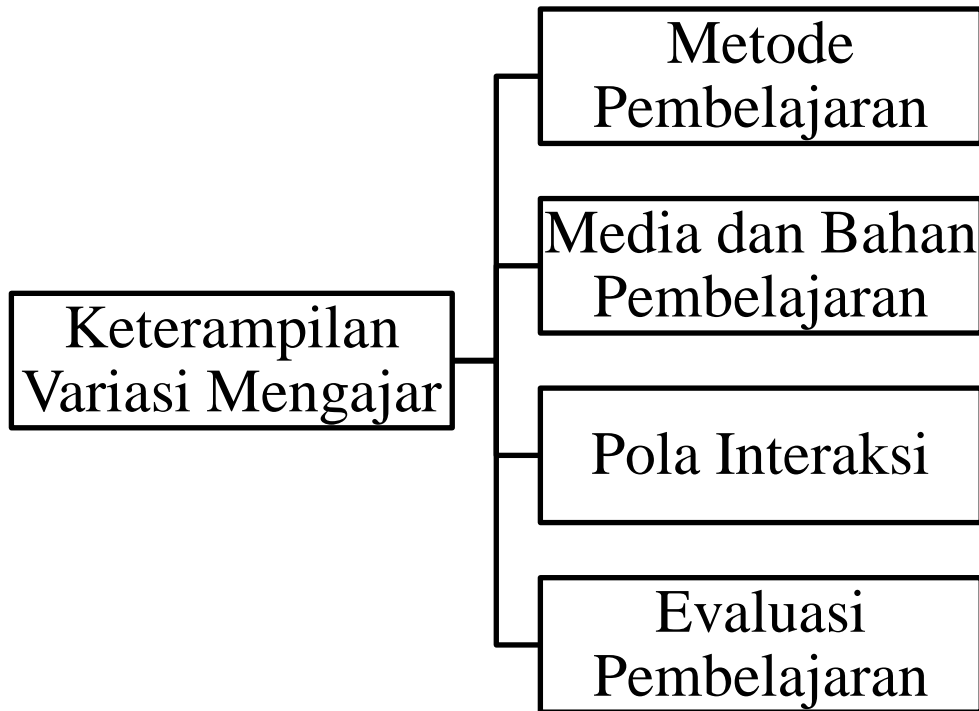 Metode
Pembelajaran
Media dan Bahan
Pembelajaran
Keterampilan
Variasi Mengajar
Pola Interaksi
Evaluasi
Pembelajaran